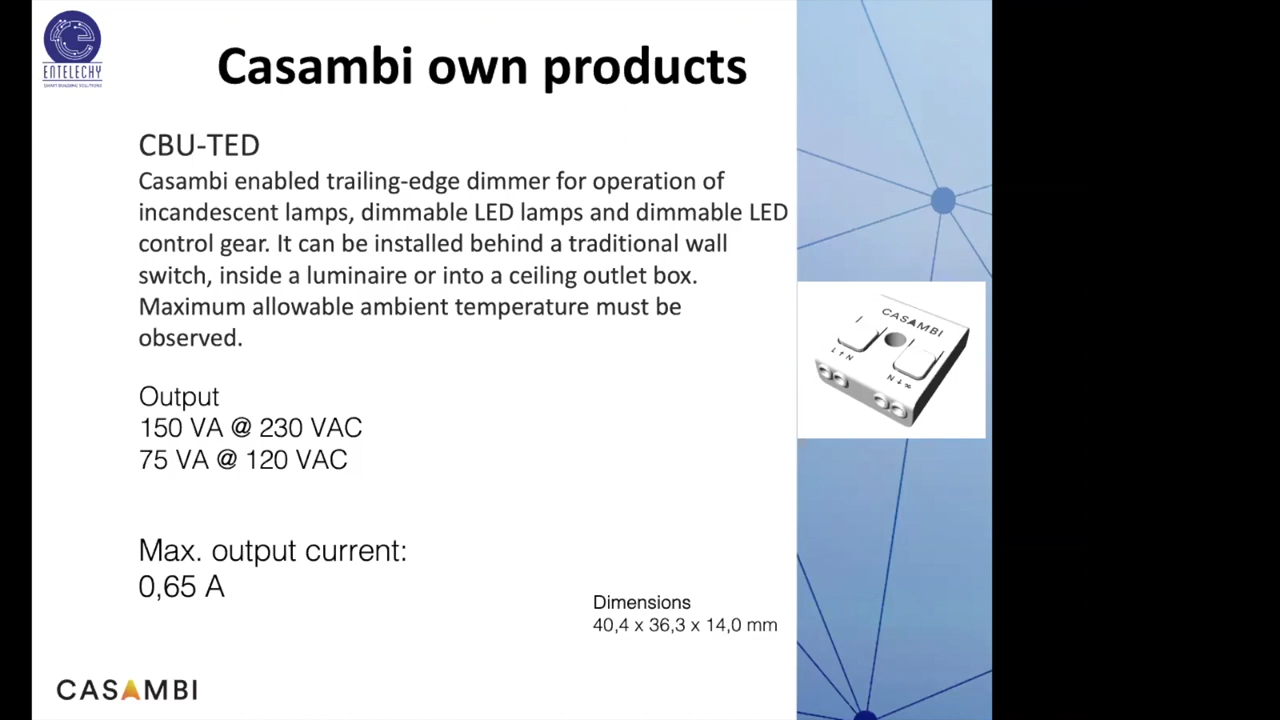 ENTELECHY
SMART BUILDING SOLUTIONS
Casambi own products
CBU-TED
Casambi enabled trailing-edge dimmer for operation of
incandescent lamps, dimmable LED lamps and dimmable LED
control gear. It can be installed behind a traditional wall
switch, inside a luminaire or into a ceiling outlet box.
Maximum allowable ambient temperature must be
observed.
CASAMBI
L ↑ N
N ↓
Output
150 VA @ 230 VAC
75 VA @ 120 VAC
Max. output current:
0,65 A
Dimensions
40,4 x 36,3 x 14,0 mm
CASAMBI